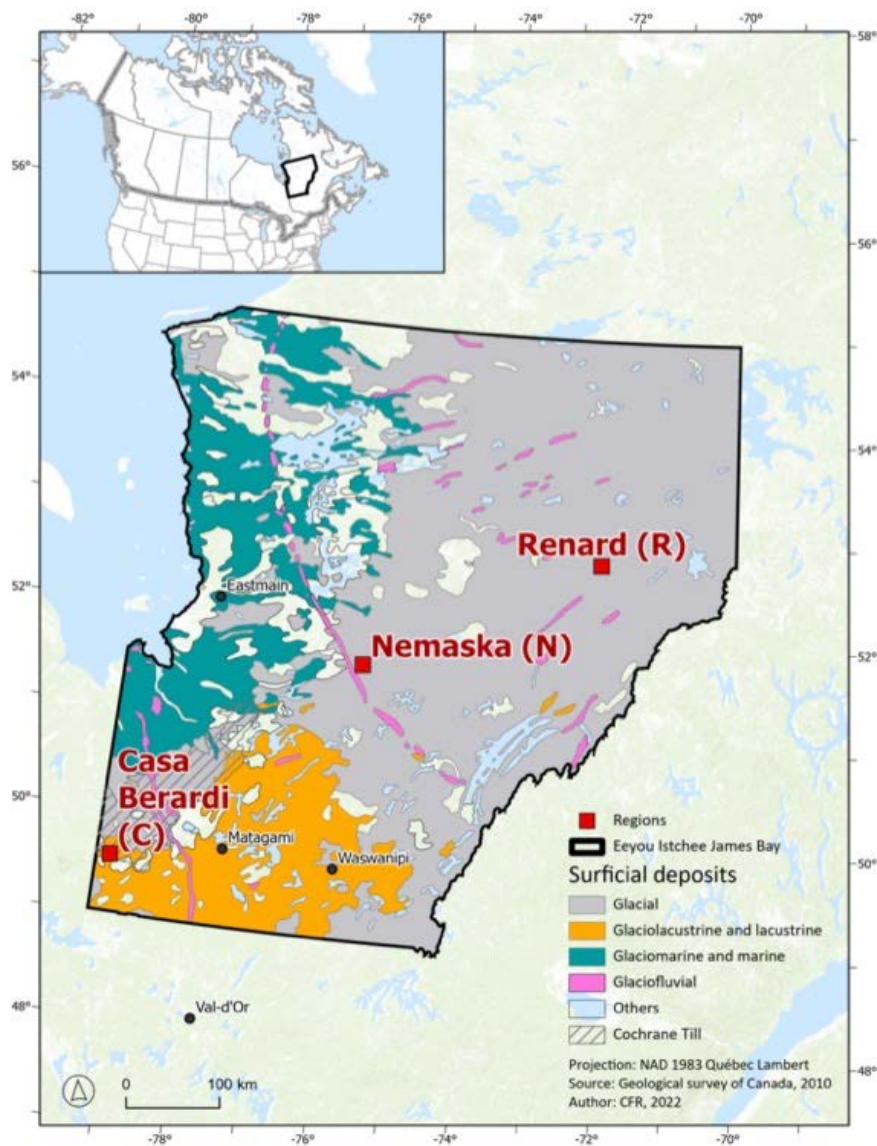 -82°
-80°
-78°
-76°
-74°
-72°
-70°
58°
56°
56°
54°
54°
Renard (R)
52°
Eastmain
Nemaska (N)
52°
Casa
Berardi
(C)
50°
Matagami
Waswanipi
50°
Regions
Eeyou Istchee James Bay
Surficial deposits
Glacial
Glaciolacustrine and lacustrine
Glaciomarine and marine
Glaciofluvial
Others
Cochrane Till
48°
Val-d'Or
48°
Projection: NAD 1983 Québec Lambert
Source: Geological survey of Canada, 2010
Author: CFR, 2022
0 100 km
-78°
-76°
-74°
-72°
-70°